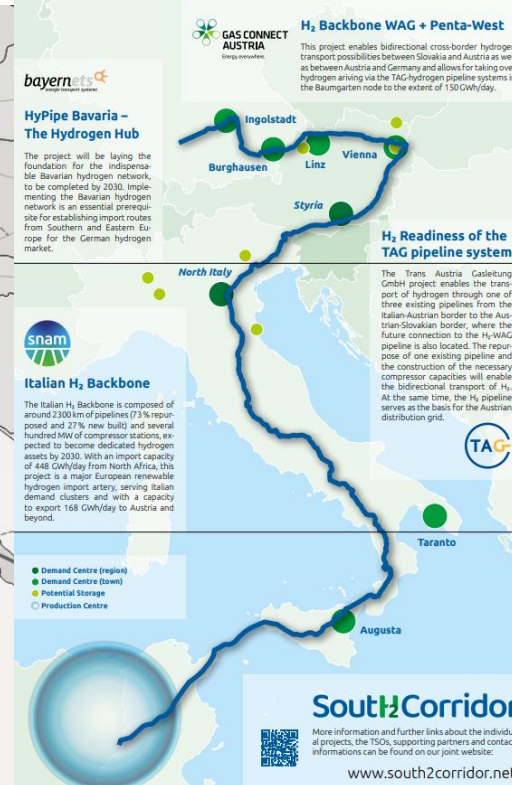 GAS CONNECT
AUSTRIA
Energy. everywhere.
H₂ Backbone WAG + Penta-West
This project enables bidirectional cross-border hydrogen
transport possibilities between Slovakia and Austria as well
as between Austria and Germany and allows for taking over
hydrogen ariving via the TAG-hydrogen pipeline systems in
the Baumgarten node to the extent of 150 GWh/day.
bayernets
energie transport systeme
HyPipe Bavaria –
The Hydrogen Hub
The project will be laying the
foundation for the indispensa-
ble Bavarian hydrogen network,
to be completed by 2030. Imple-
menting the Bavarian hydrogen
network is an essential prerequi-
site for establishing import routes
from Southern and Eastern Eu-
rope for the German hydrogen
market.
Ingolstadt
Burghausen
Linz
Vienna
Styria
North Italy
H₂ Readiness of the
TAG pipeline system
The Trans Austria Gasleitung
GmbH project enables the trans-
port of hydrogen through one of
three existing pipelines from the
Italian-Austrian border to the Aus-
trian-Slovakian border, where the
future connection to the H₂-WAG
pipeline is also located. The repur-
pose of one existing pipeline and
the construction of the necessary
compressor capacities will enable
the bidirectional transport of H₂.
At the same time, the H₂ pipeline
serves as the basis for the Austrian
distribution grid.
TAG
snam
Italian H₂ Backbone
The Italian H₂ Backbone is composed of
around 2300 km of pipelines (73 % repur-
posed and 27 % new built) and several
hundred MW of compressor stations, ex-
pected to become dedicated hydrogen
assets by 2030. With an import capacity
of 448 GWh/day from North Africa, this
project is a major European renewable
hydrogen import artery, serving Italian
demand clusters and with a capacity
to export 168 GWh/day to Austria and
beyond.
Taranto
Demand Centre (region)
Demand Centre (town)
Potential Storage
Production Centre
Augusta
SoutH2Corridor
More information and further links about the individu-
al projects, the TSOs, supporting partners and contact
informations can be found on our joint website:
www.south2corridor.net